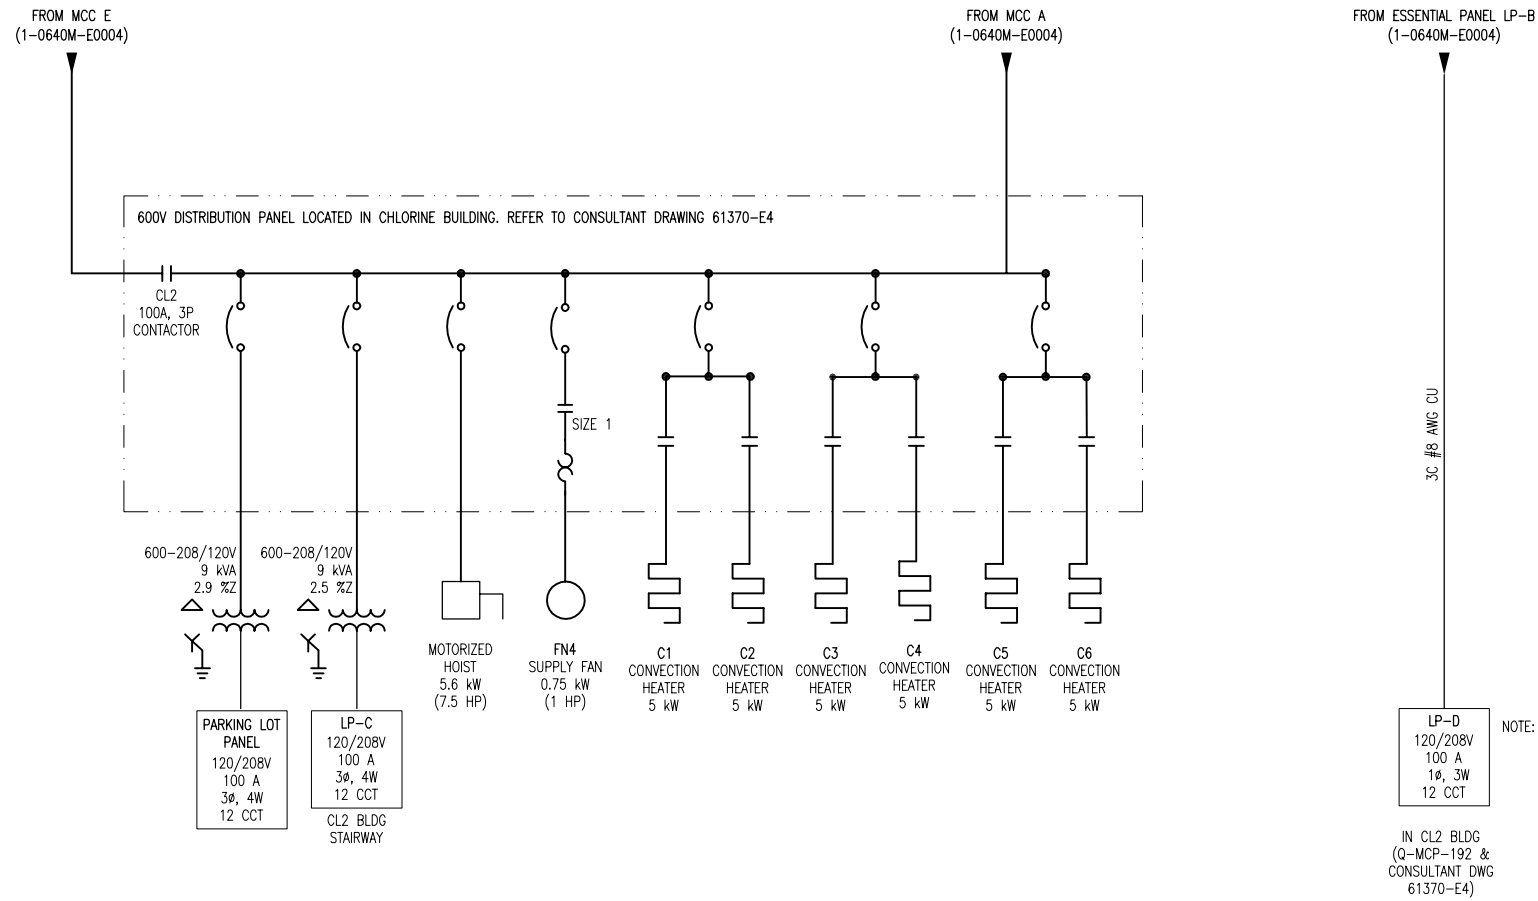 FROM MCC E
(1-0640M-E0004)
FROM MCC A
(1-0640M-E0004)
FROM ESSENTIAL PANEL LP-B
(1-0640M-E0004)
600V DISTRIBUTION PANEL LOCATED IN CHLORINE BUILDING. REFER TO CONSULTANT DRAWING 61370-E4
CL2
100A, 3P
CONTACTOR
SIZE 1
3C #8 AWG CU
600-208/120V
9 kVA
2.9 %Z
600-208/120V
9 kVA
2.5 %Z
MOTORIZED
HOIST
5.6 kW
(7.5 HP)
FN4
SUPPLY FAN
0.75 kW
(1 HP)
C1
CONVECTION
HEATER
5 kW
C2
CONVECTION
HEATER
5 kW
C3
CONVECTION
HEATER
5 kW
C4
CONVECTION
HEATER
5 kW
C5
CONVECTION
HEATER
5 kW
C6
CONVECTION
HEATER
5 kW
PARKING LOT
PANEL
120/208V
100 A
3ø, 4W
12 CCT
LP-C
120/208V
100 A
3ø, 4W
12 CCT
CL2 BLDG
STAIRWAY
LP-D
120/208V
100 A
1ø, 3W
12 CCT
NOTE:
IN CL2 BLDG
(Q-MCP-192 &
CONSULTANT DWG
61370-E4)